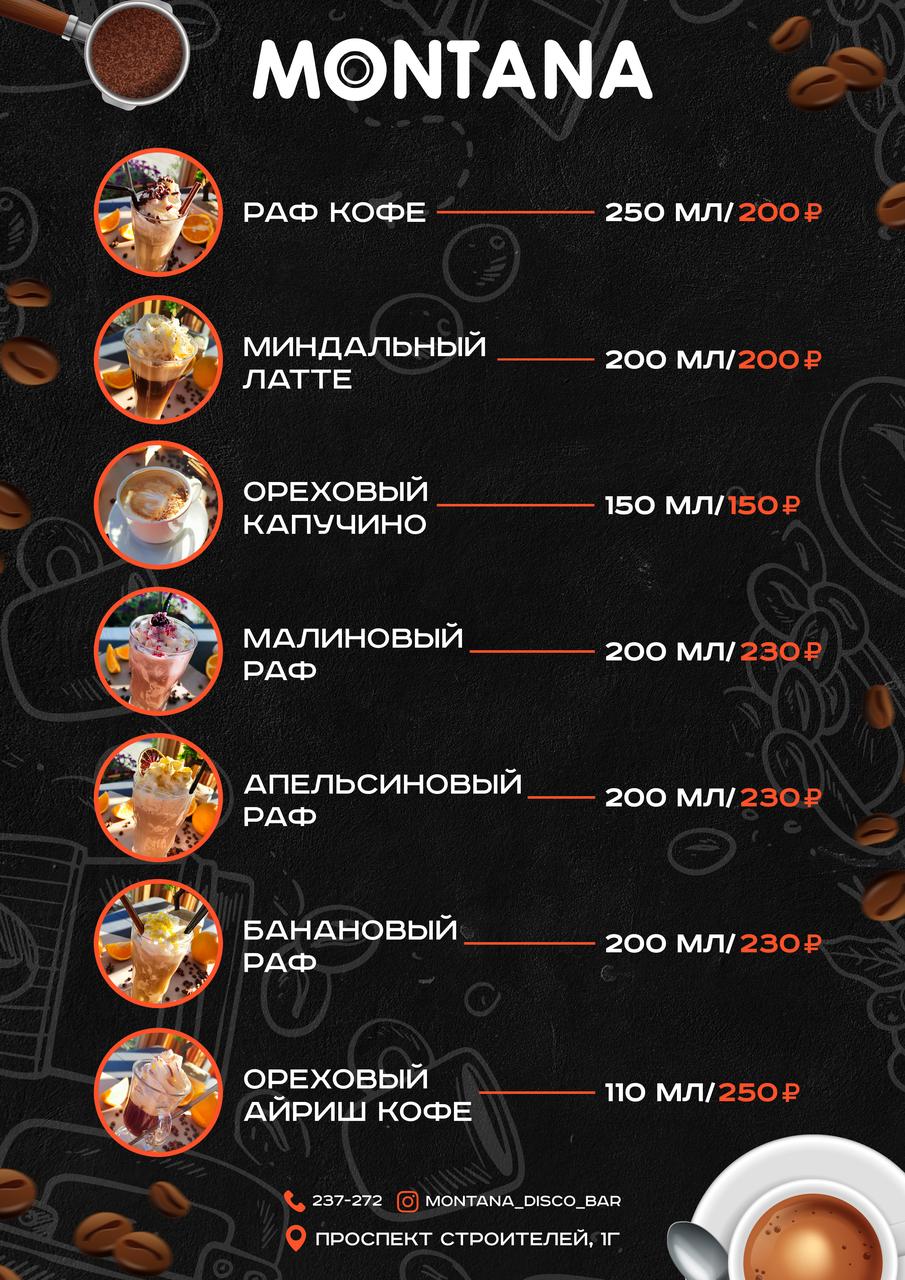 MONTANA
РАФ КОФЕ 250 МЛ/200₽
МИНДАЛЬНЫЙ
ЛАТТЕ 200 МЛ/200₽
ОРЕХОВЫЙ
КАПУЧИНО 150 МЛ/150₽
МАЛИНОВЫЙ
РАФ 200 МЛ/230₽
АПЕЛЬСИНОВЫЙ
РАФ 200 МЛ/230₽
БАНАНОВЫЙ
РАФ 200 МЛ/230₽
ОРЕХОВЫЙ
АЙРИШ КОФЕ 110 МЛ/250₽
237-272 MONTANA_DISCO_BAR
ПРОСПЕКТ СТРОИТЕЛЕЙ, 1Г